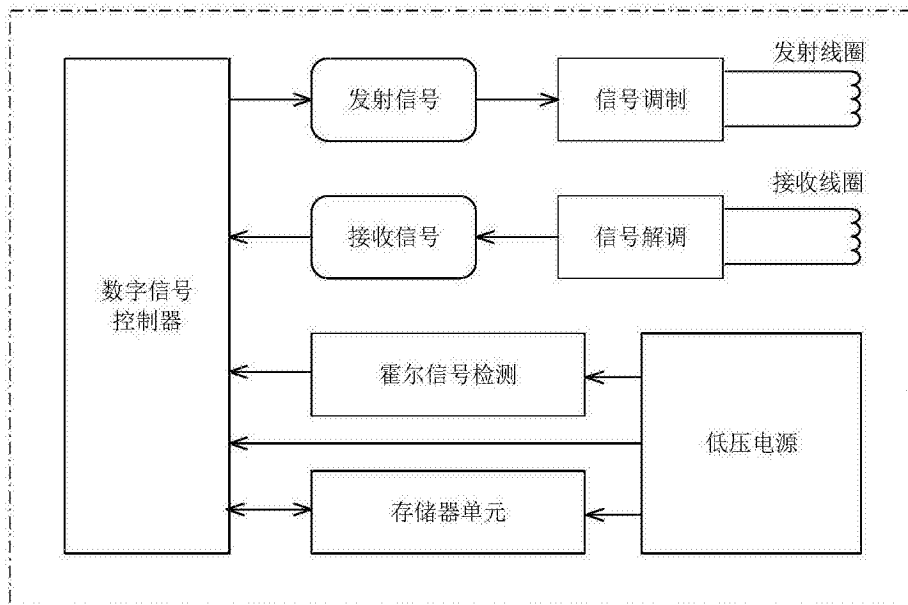 发射线圈
发射信号
信号调制
接收线圈
接收信号
信号解调
数字信号
控制器
霍尔信号检测
低压电源
存储器单元